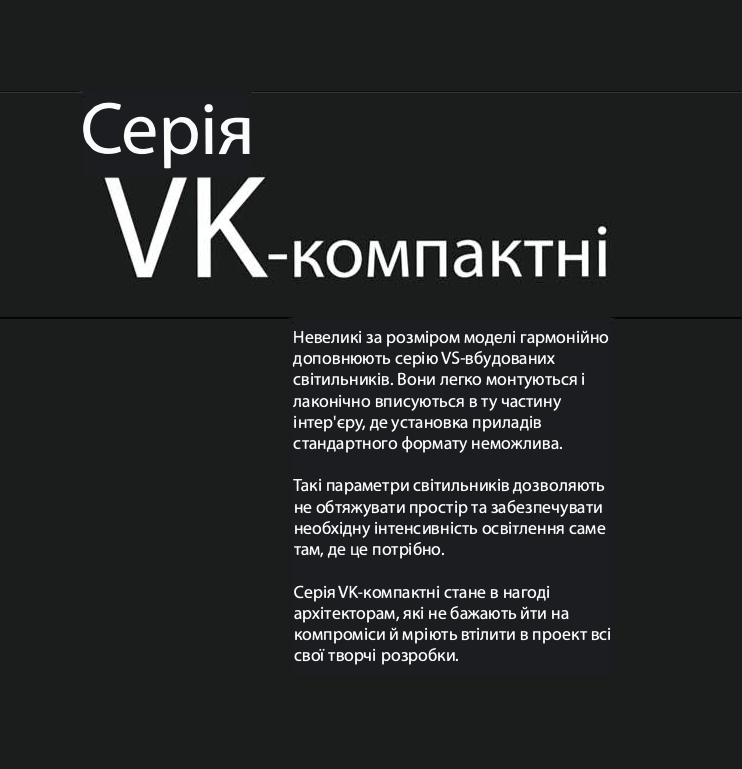 Серія
VK-компактні
Невеликі за розміром моделі гармонійно
доповнюють серію VS-вбудованих
світильників. Вони легко монтуються і
лаконічно вписуються в ту частину
інтер'єру, де установка приладів
стандартного формату неможлива.
Такі параметри світильників дозволяють
не обтяжувати простір та забезпечувати
необхідну інтенсивність освітлення саме
там, де це потрібно.
Серія VK-компактні стане в нагоді
архітекторам, які не бажають йти на
компроміси й мріють втілити в проект всі
свої творчі розробки.